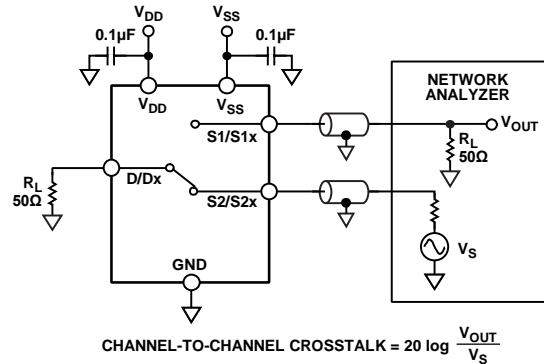 VDD
VSS
0.1µF
0.1µF
VDD
VSS
NETWORK
ANALYZER
S1/S1x
VOUT
RL
50Ω
D/Dx
RL
50Ω
S2/S2x
VS
GND
CHANNEL-TO-CHANNEL CROSSTALK = 20 log VOUT
VS